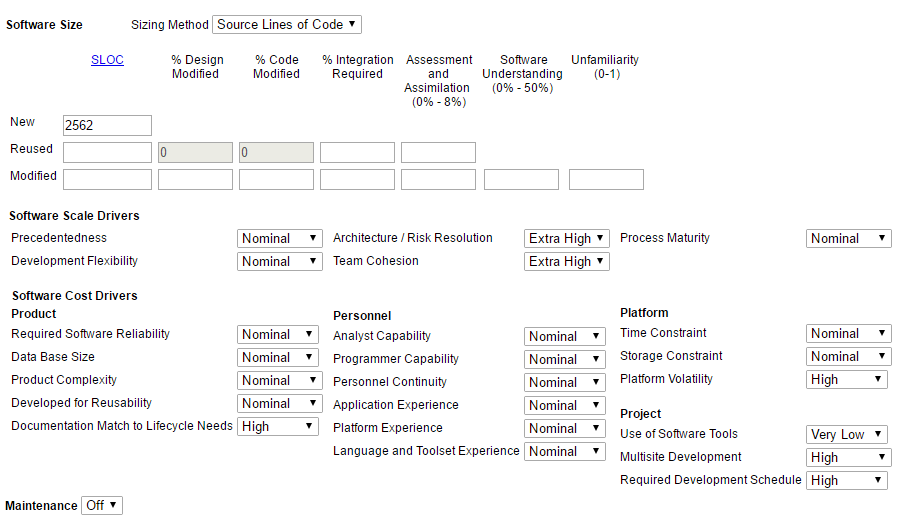 Software Size Sizing Method Source Lines of Code
SLOC % Design Modified % Code Modified % Integration Required Assessment and Assimilation (0% - 8%) Software Understanding (0% - 50%) Unfamiliarity (0-1)
New 2562
Reused 0 0
Modified
Software Scale Drivers
Precedentedness Nominal Architecture / Risk Resolution Extra High Process Maturity Nominal
Development Flexibility Nominal Team Cohesion Extra High
Software Cost Drivers
Product
Required Software Reliability Nominal
Data Base Size Nominal
Product Complexity Nominal
Developed for Reusability Nominal
Documentation Match to Lifecycle Needs High
Personnel
Analyst Capability Nominal
Programmer Capability Nominal
Personnel Continuity Nominal
Application Experience Nominal
Platform Experience Nominal
Language and Toolset Experience Nominal
Platform
Time Constraint Nominal
Storage Constraint Nominal
Platform Volatility High
Project
Use of Software Tools Very Low
Multisite Development High
Required Development Schedule High
Maintenance Off